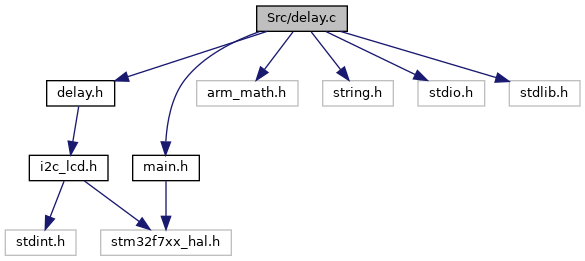 Src/delay.c
delay.h
arm_math.h
string.h
stdio.h
stdlib.h
i2c_lcd.h
main.h
stdint.h
stm32f7xx_hal.h